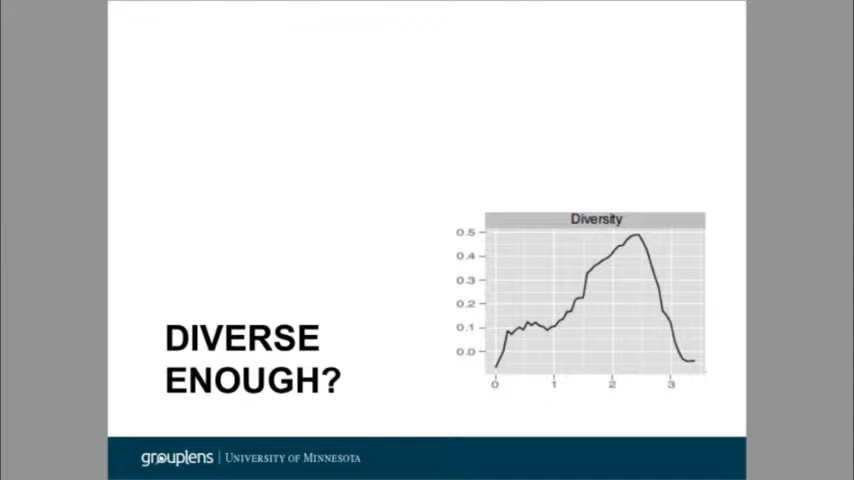 Diversity
0.5
0.4
0.3
0.2
0.1
0.0
0 1 2 3
DIVERSE
ENOUGH?
grouplens | UNIVERSITY OF MINNESOTA